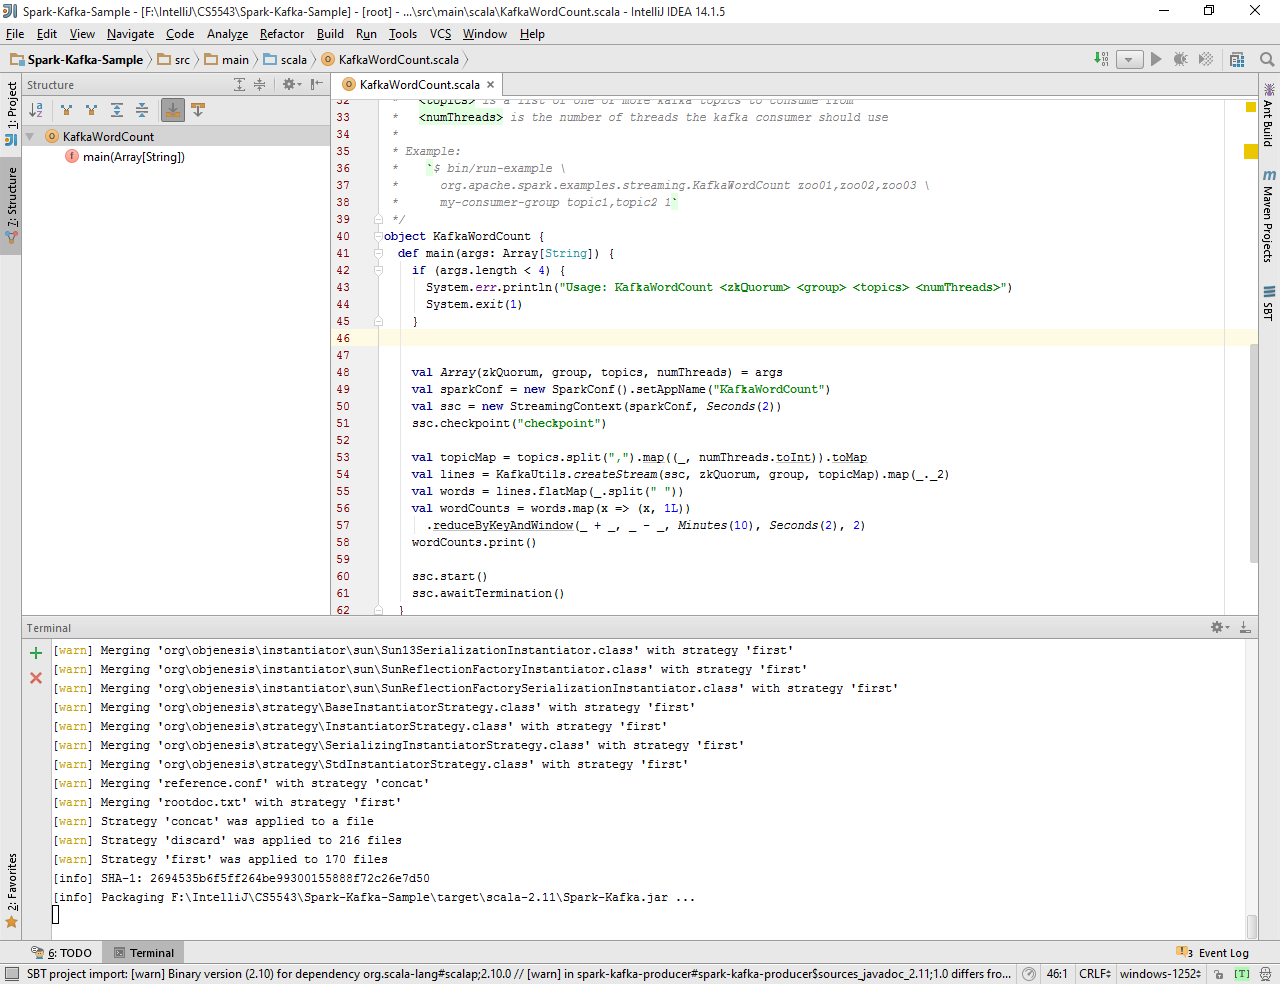 Spark-Kafka-Sample - [F:\IntelliJ\CS5543\Spark-Kafka-Sample] - [root] - ...\src\main\scala\KafkaWordCount.scala - IntelliJ IDEA 14.1.5
File Edit View Navigate Code Analyze Refactor Build Run Tools VCS Window Help
Spark-Kafka-Sample src main scala KafkaWordCount.scala
Structure
KafkaWordCount.scala
1: Project
7: Structure
2: Favorites
KafkaWordCount
main(Array[String])
32 * <topics> is a list of one or more kafka topics to consume from
33 * <numThreads> is the number of threads the kafka consumer should use
34 *
35 * Example:
36 * `$ bin/run-example \
37 * org.apache.spark.examples.streaming.KafkaWordCount zoo01,zoo02,zoo03 \
38 * my-consumer-group topic1,topic2 1`
39 */
40 object KafkaWordCount {
41 def main(args: Array[String]) {
42 if (args.length < 4) {
43 System.err.println("Usage: KafkaWordCount <zkQuorum> <group> <topics> <numThreads>")
44 System.exit(1)
45 }
46
47
48 val Array(zkQuorum, group, topics, numThreads) = args
49 val sparkConf = new SparkConf().setAppName("KafkaWordCount")
50 val ssc = new StreamingContext(sparkConf, Seconds(2))
51 ssc.checkpoint("checkpoint")
52
53 val topicMap = topics.split(",").map((_, numThreads.toInt)).toMap
54 val lines = KafkaUtils.createStream(ssc, zkQuorum, group, topicMap).map(_._2)
55 val words = lines.flatMap(_.split(" "))
56 val wordCounts = words.map(x => (x, 1L))
57 .reduceByKeyAndWindow(_ + _, _ - _, Minutes(10), Seconds(2), 2)
58 wordCounts.print()
59
60 ssc.start()
61 ssc.awaitTermination()
62 }
Ant Build
Maven Projects
SBT
Terminal
[warn] Merging 'org\objenesis\instantiator\sun\Sun13SerializationInstantiator.class' with strategy 'first'
[warn] Merging 'org\objenesis\instantiator\sun\SunReflectionFactoryInstantiator.class' with strategy 'first'
[warn] Merging 'org\objenesis\instantiator\sun\SunReflectionFactorySerializationInstantiator.class' with strategy 'first'
[warn] Merging 'org\objenesis\strategy\BaseInstantiatorStrategy.class' with strategy 'first'
[warn] Merging 'org\objenesis\strategy\InstantiatorStrategy.class' with strategy 'first'
[warn] Merging 'org\objenesis\strategy\SerializingInstantiatorStrategy.class' with strategy 'first'
[warn] Merging 'org\objenesis\strategy\StdInstantiatorStrategy.class' with strategy 'first'
[warn] Merging 'reference.conf' with strategy 'concat'
[warn] Merging 'rootdoc.txt' with strategy 'first'
[warn] Strategy 'concat' was applied to a file
[warn] Strategy 'discard' was applied to 216 files
[warn] Strategy 'first' was applied to 170 files
[info] SHA-1: 2694535b6f5ff264be99300155888f72c26e7d50
[info] Packaging F:\IntelliJ\CS5543\Spark-Kafka-Sample\target\scala-2.11\Spark-Kafka.jar ...
6: TODO Terminal 3 Event Log
SBT project import: [warn] Binary version (2.10) for dependency org.scala-lang#scalap;2.10.0 // [warn] in spark-kafka-producer#spark-kafka-producer$sources_javadoc_2.11;1.0 differs fro... 46:1 CRLF windows-1252 [T]